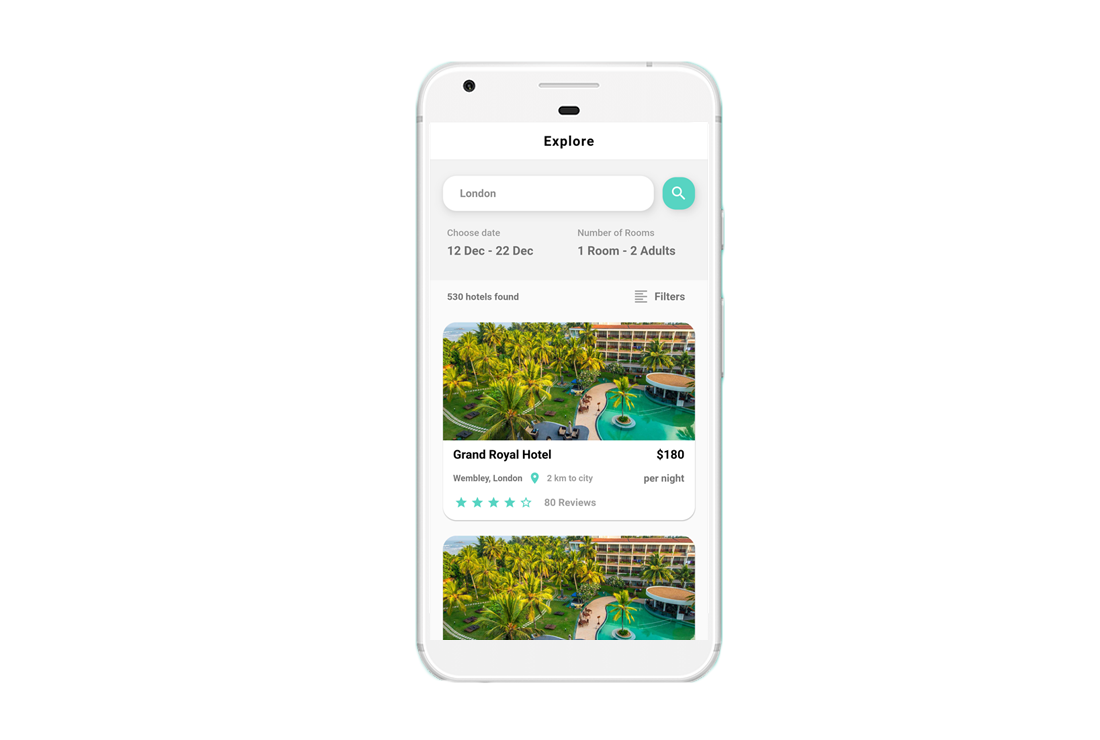 Explore
London
Choose date
Number of Rooms
12 Dec - 22 Dec
1 Room - 2 Adults
530 hotels found
Filters
Grand Royal Hotel
$180
Wembley, London
2 km to city
per night
80 Reviews